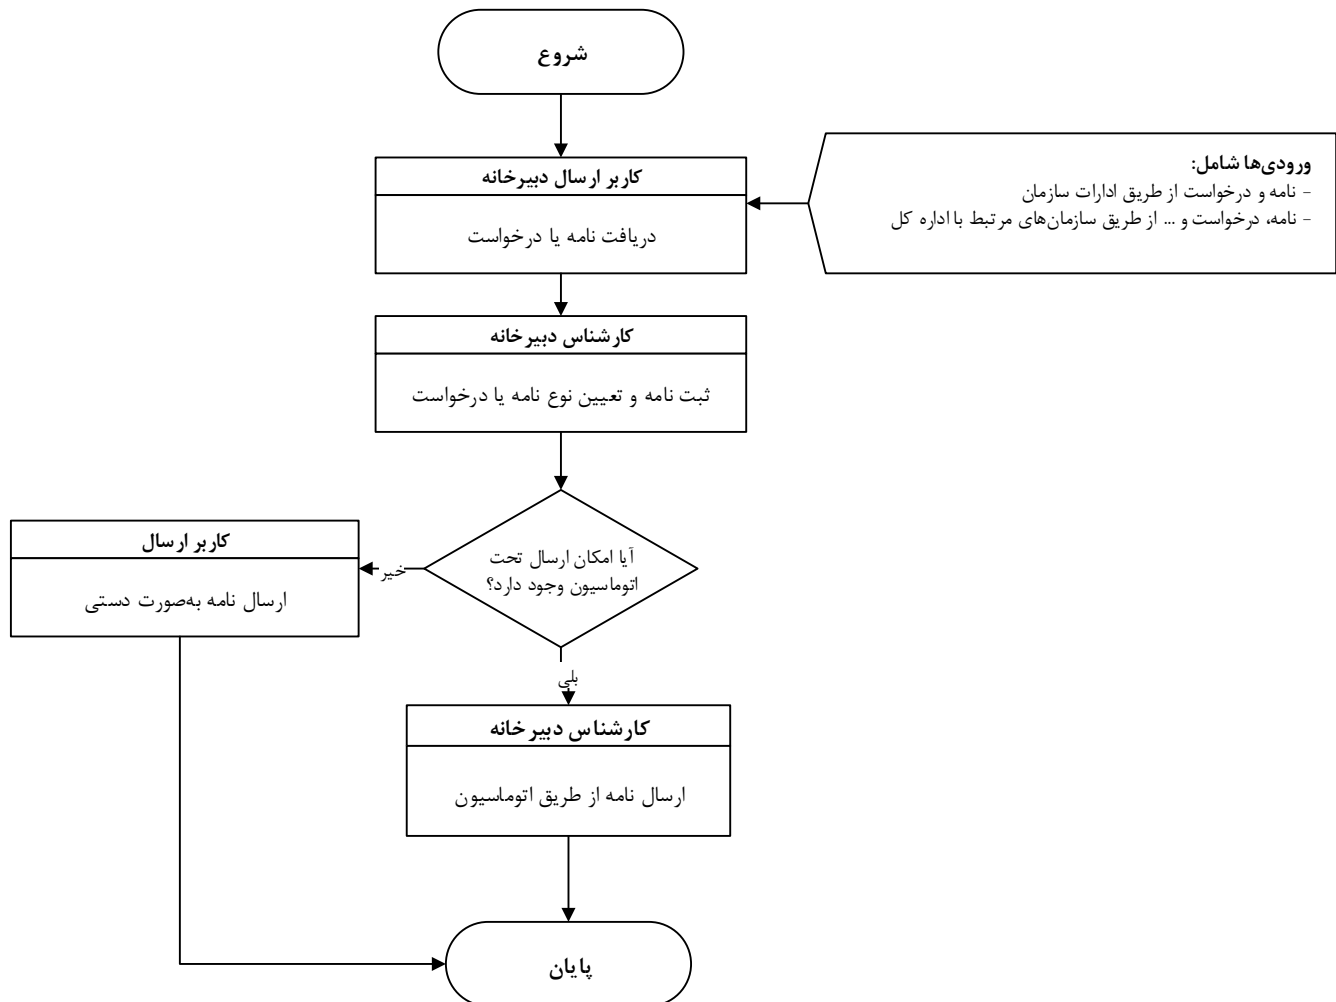 شروع
کاربر ارسال دبیرخانه
دریافت نامه یا درخواست
ورودی‌ها شامل:
- نامه و درخواست از طریق ادارات سازمان
- نامه، درخواست و ... از طریق سازمان‌های مرتبط با اداره کل
کارشناس دبیرخانه
ثبت نامه و تعیین نوع نامه یا درخواست
آیا امکان ارسال تحت
اتوماسیون وجود دارد؟
خیر
کاربر ارسال
ارسال نامه به‌صورت دستی
بلی
کارشناس دبیرخانه
ارسال نامه از طریق اتوماسیون
پایان